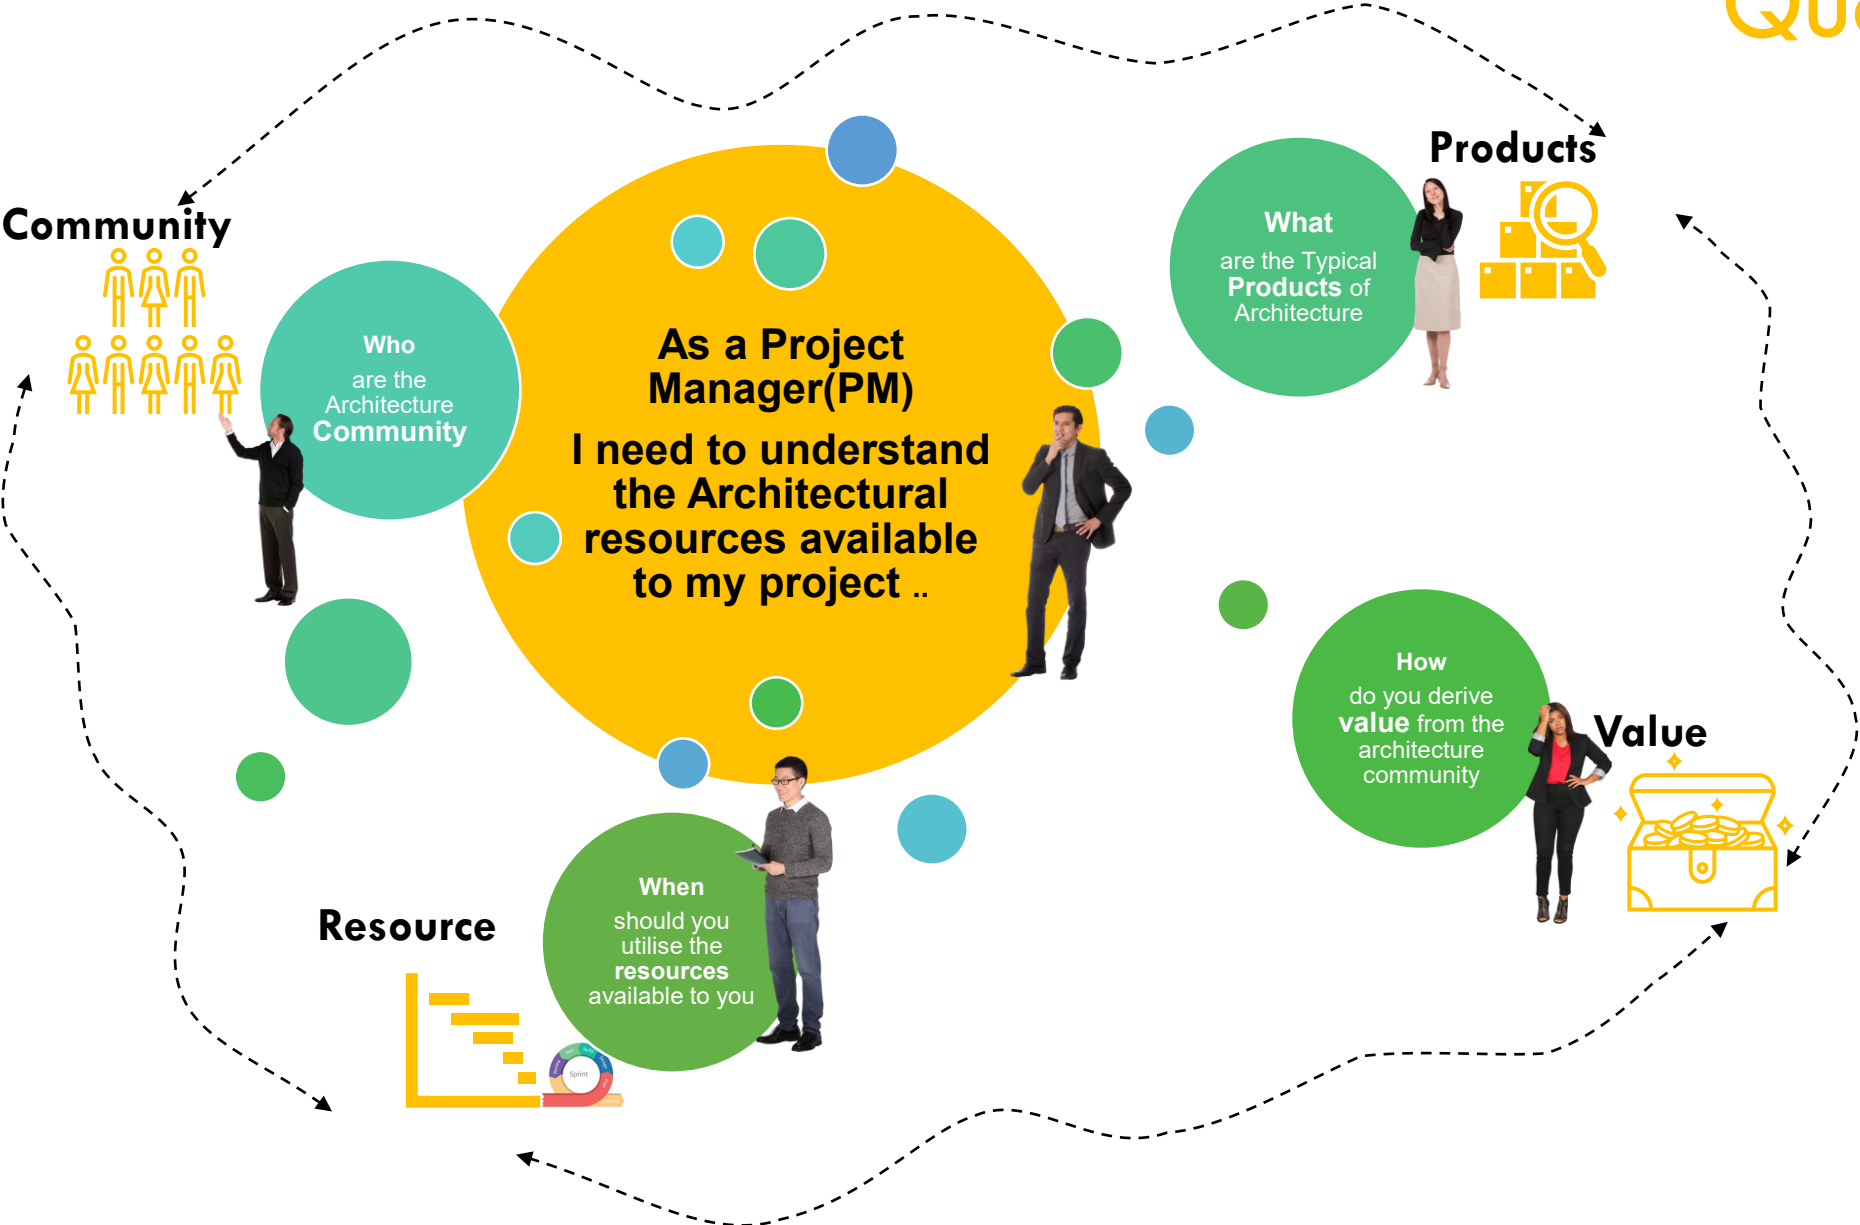 Products
Community
What
are the Typical
Products of
Architecture
Who
are the
Architecture
Community
As a Project
Manager(PM)
I need to understand
the Architectural
resources available
to my project ..
How
do you derive
value from the
architecture
community
Value
When
should you
utilise the
resources
available to you
Resource
Sprint